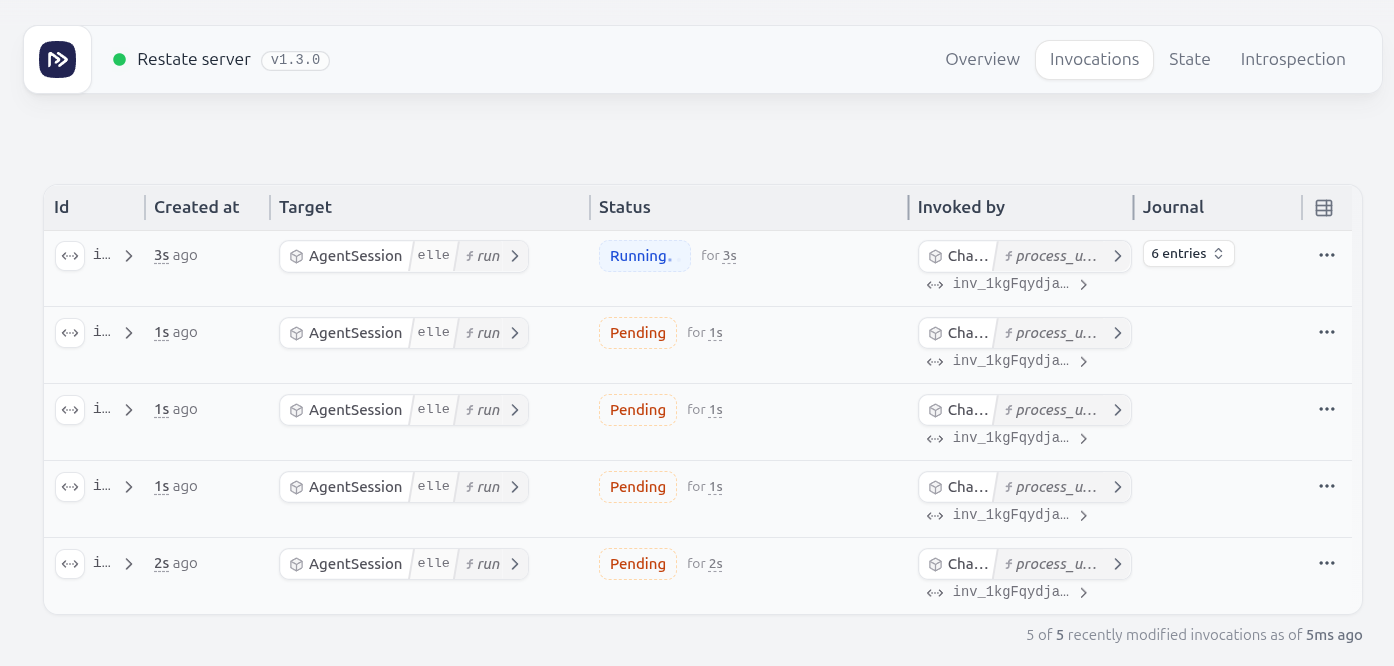 Restate server v1.3.0 Overview Invocations State Introspection
Id Created at Target Status Invoked by Journal
i… 3s ago AgentSession elle run Running. for 3s Cha… process_u… 6 entries
inv_1kgFqydja…
i… 1s ago AgentSession elle run Pending for 1s Cha… process_u…
inv_1kgFqydja…
i… 1s ago AgentSession elle run Pending for 1s Cha… process_u…
inv_1kgFqydja…
i… 1s ago AgentSession elle run Pending for 1s Cha… process_u…
inv_1kgFqydja…
i… 2s ago AgentSession elle run Pending for 2s Cha… process_u…
inv_1kgFqydja…
5 of 5 recently modified invocations as of 5ms ago